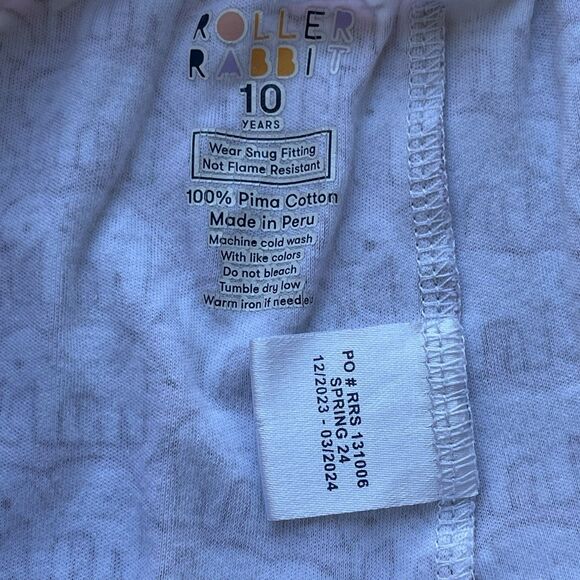 ROLLER
RABBIT
10
YEARS
Wear Snug Fitting
Not Flame Resistant
100% Pima Cotton
Made in Peru
Machine cold wash
With like colors
Do not bleach
Tumble dry low
Warm iron if needed
PO # RRS 131006
SPRING 24
12/2023 - 03/2024